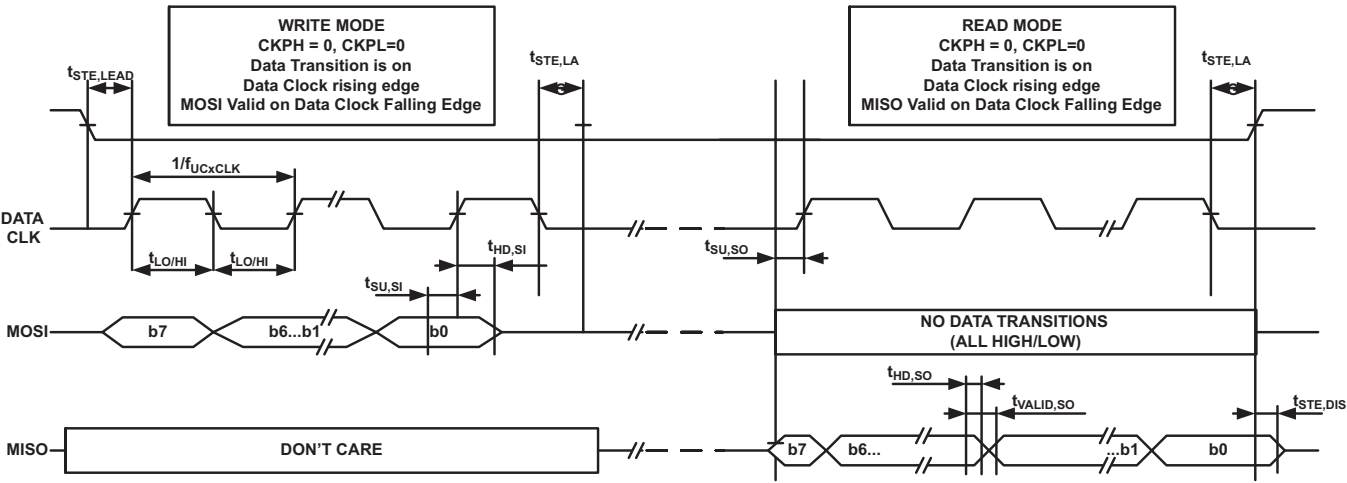 WRITE MODE
CKPH = 0, CKPL=0
Data Transition is on
Data Clock rising edge
MOSI Valid on Data Clock Falling Edge
READ MODE
CKPH = 0, CKPL=0
Data Transition is on
Data Clock rising edge
MISO Valid on Data Clock Falling Edge
tSTE,LEAD
tSTE,LA
tSTE,LA
1/fUCxCLK
DATA
CLK
tLO/HI
tLO/HI
tHD,SI
tSU,SO
tSU,SI
MOSI
b7
b6...b1
b0
NO DATA TRANSITIONS
(ALL HIGH/LOW)
tHD,SO
tVALID,SO
tSTE,DIS
MISO
DON'T CARE
b7
b6...
...b1
b0